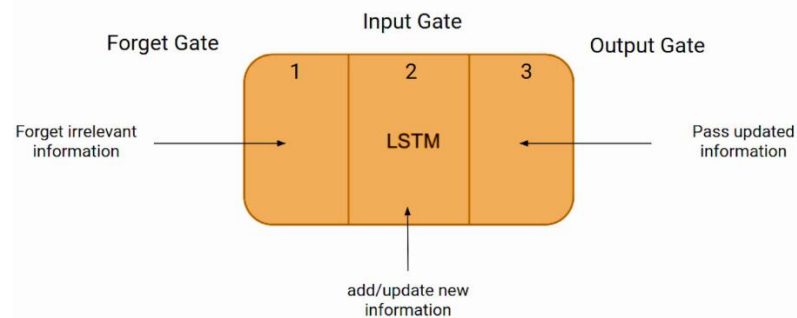 Input Gate
Forget Gate
Output Gate
1
2
3
Forget irrelevant
information
LSTM
Pass updated
information
add/update new
information